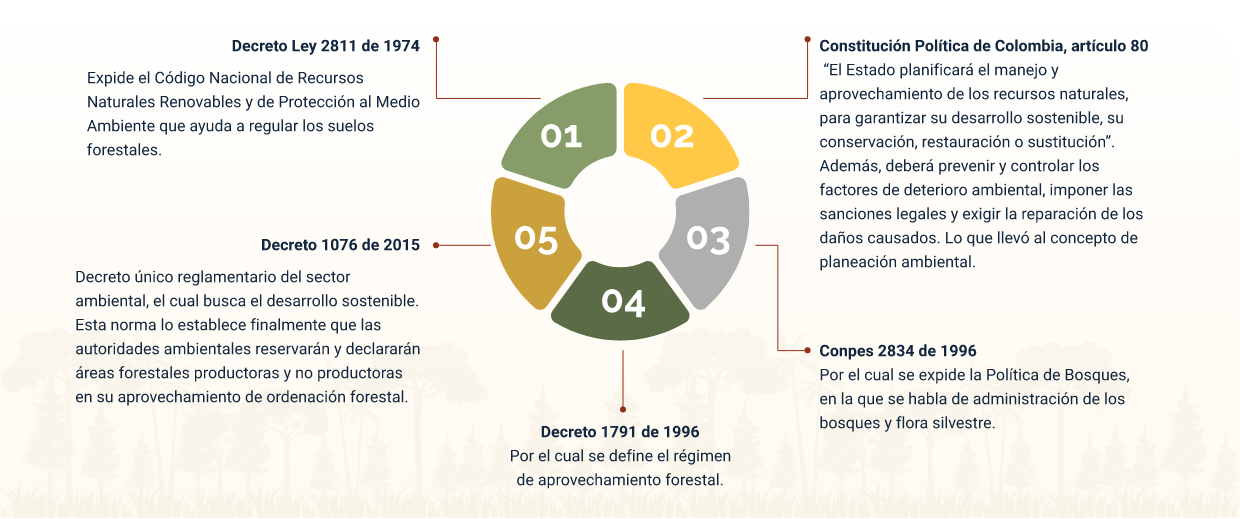 01
Decreto Ley 2811 de 1974
Expide el Código Nacional de Recursos
Naturales Renovables y de Protección al Medio
Ambiente que ayuda a regular los suelos
forestales.
02
Constitución Política de Colombia, artículo 80
“El Estado planificará el manejo y
aprovechamiento de los recursos naturales,
para garantizar su desarrollo sostenible, su
conservación, restauración o sustitución”.
Además, deberá prevenir y controlar los
factores de deterioro ambiental, imponer las
sanciones legales y exigir la reparación de los
daños causados. Lo que llevó al concepto de
planeación ambiental.
03
Conpes 2834 de 1996
Por el cual se expide la Política de Bosques,
en la que se habla de administración de los
bosques y flora silvestre.
04
Decreto 1791 de 1996
Por el cual se define el régimen
de aprovechamiento forestal.
05
Decreto 1076 de 2015
Decreto único reglamentario del sector
ambiental, el cual busca el desarrollo sostenible.
Esta norma lo establece finalmente que las
autoridades ambientales reservarán y declararán
áreas forestales productoras y no productoras
en su aprovechamiento de ordenación forestal.